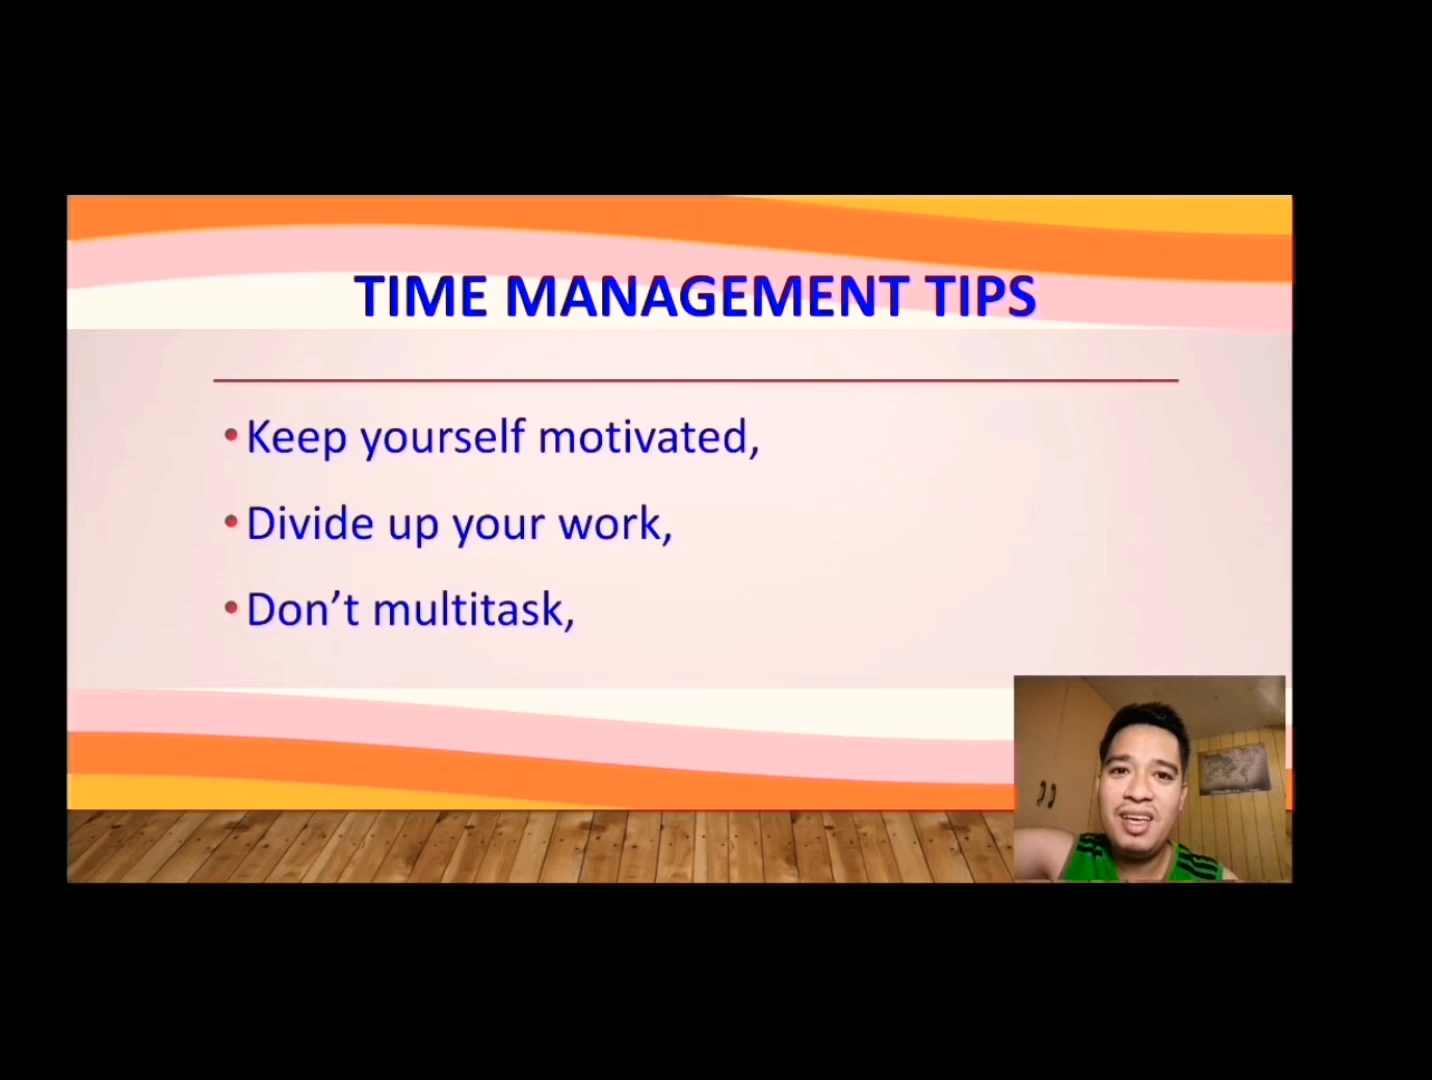 TIME MANAGEMENT TIPS
• Keep yourself motivated,
• Divide up your work,
• Don’t multitask,